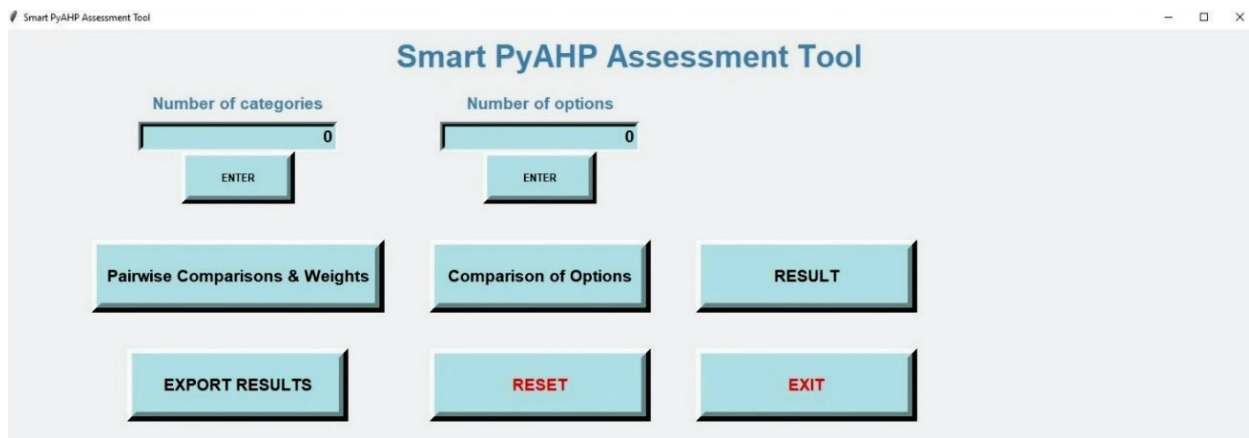 Smart PyAHP Assessment Tool
Smart PyAHP Assessment Tool
Number of categories
Number of options
0
0
ENTER
ENTER
Pairwise Comparisons & Weights
Comparison of Options
RESULT
EXPORT RESULTS
RESET
EXIT